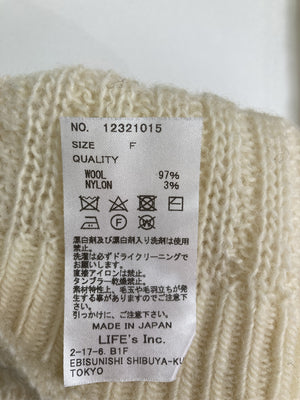 NO. 12321015
SIZE F
QUALITY
WOOL 97%
NYLON 3%
漂白剤及び漂白剤入り洗剤は使用
禁止。
洗濯は必ずドライクリーニングで
お願いします。
直接アイロンは禁止。
タンブラー乾燥禁止。
素材特性上、毛玉や毛羽立ちが発
生する事がありますのでご注意下
さい。
引っかけに、ご注意下さい。
MADE IN JAPAN
LIFE's Inc.
2-17-6. B1F
EBISUNISHI SHIBUYA-KU
TOKYO